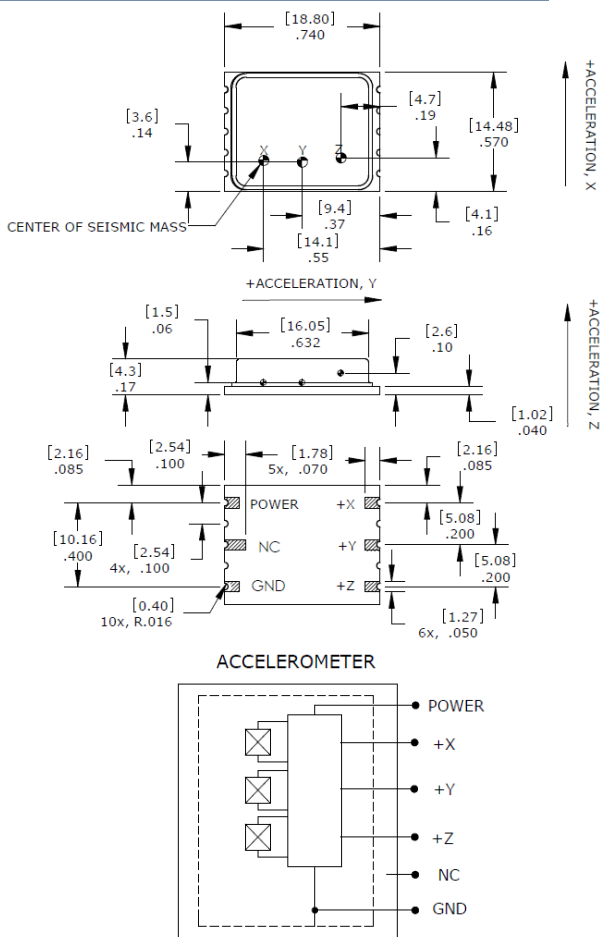 [18.80]
.740
+ACCELERATION, X
[3.6]
.14
[4.7]
.19
[14.48]
.570
X
Y
Z
CENTER OF SEISMIC MASS
[9.4]
.37
[14.1]
.55
[4.1]
.16
+ACCELERATION, Y
[1.5]
.06
[16.05]
.632
[2.6]
.10
+ACCELERATION, Z
[4.3]
.17
[1.02]
.040
[2.16]
.085
[2.54]
.100
[1.78]
5x, .070
[2.16]
.085
POWER
+X
[10.16]
.400
[2.54]
4x, .100
NC
+Y
[5.08]
.200
[5.08]
.200
GND
+Z
[0.40]
10x, R.016
[1.27]
6x, .050
ACCELEROMETER
POWER
+X
+Y
+Z
NC
GND